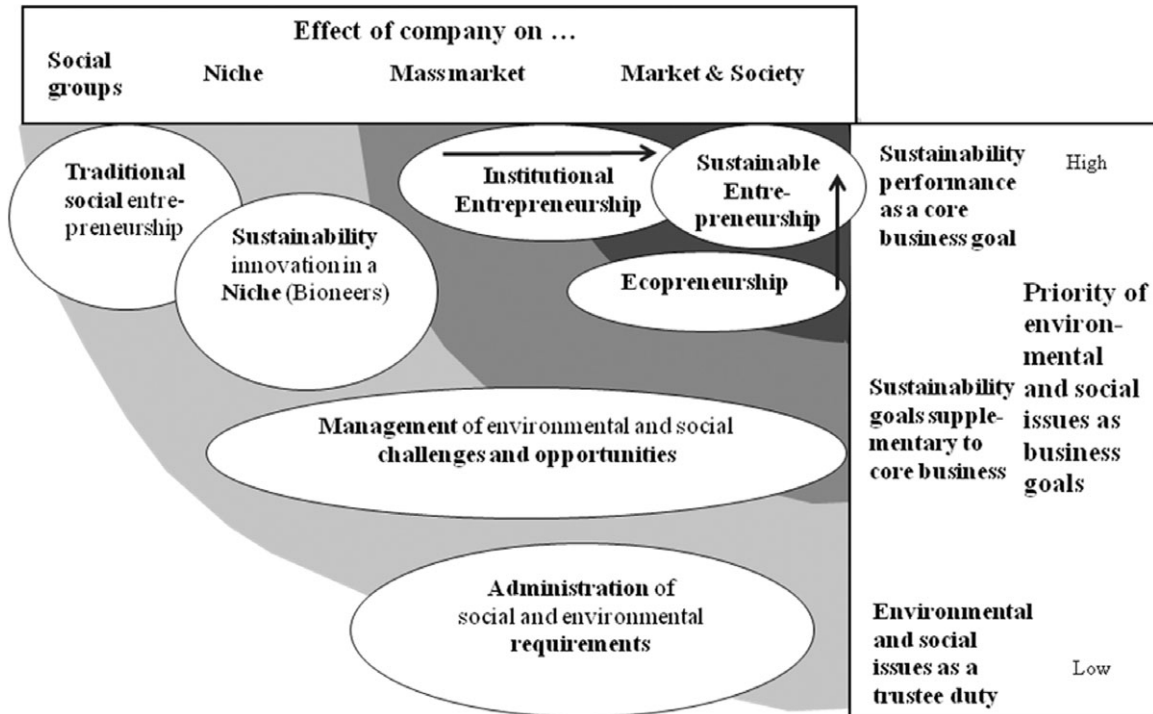 Effect of company on …
Social
groups
Niche
Massmarket
Market & Society
Traditional
social entre-
preneurship
Sustainability
innovation in a
Niche (Bioneers)
Institutional
Entrepreneurship
Sustainable
Entre-
preneurship
Ecopreneurship
Management of environmental and social
challenges and opportunities
Administration of
social and environmental
requirements
Sustainability
performance
as a core
business goal
High
Sustainability
goals supple-
mentary to
core business
Priority of
environ-
mental
and social
issues as
business
goals
Environmental
and social
issues as a
trustee duty
Low